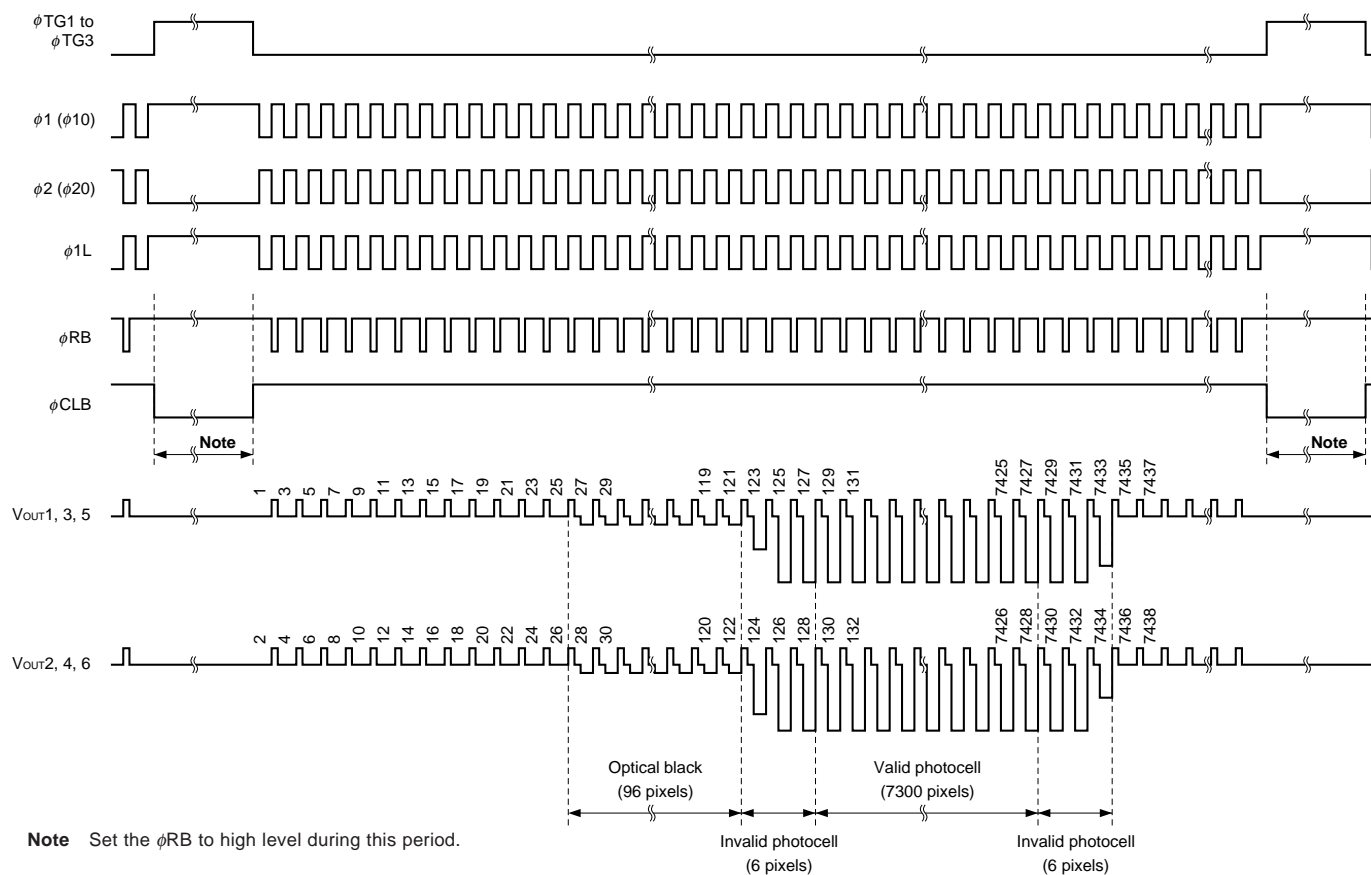 φTG1 to
φTG3
φ1 (φ10)
φ2 (φ20)
φ1L
φRB
φCLB
Note
Note
VOUT1, 3, 5
1 3 5 7 9 11 13 15 17 19 21 23 25 27 29 119 121 123 125 127 129 131 7425 7427 7429 7431 7433 7435 7437
VOUT2, 4, 6
2 4 6 8 10 12 14 16 18 20 22 24 26 28 30 120 122 124 126 128 130 132 7426 7428 7430 7432 7434 7436 7438
Optical black
(96 pixels)
Valid photocell
(7300 pixels)
Invalid photocell
(6 pixels)
Invalid photocell
(6 pixels)
Note Set the φRB to high level during this period.